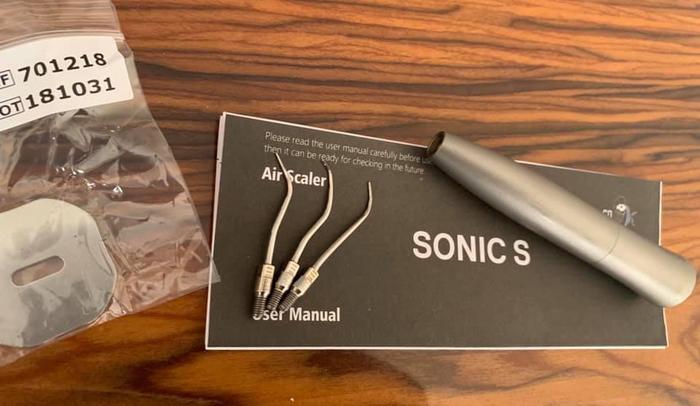 F 701218
OT 181031
Please read the user manual carefully before
then it can be ready for checking in the future
Air Scaler
SONIC S
User Manual